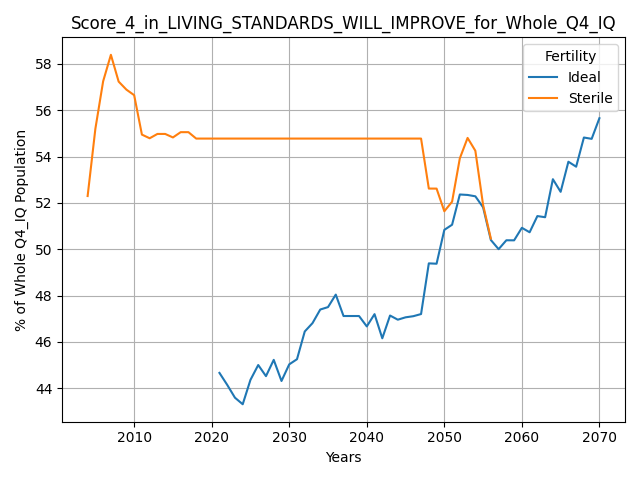 Score_4_in_LIVING_STANDARDS_WILL_IMPROVE_for_Whole_Q4_IQ
Fertility
Ideal
Sterile
% of Whole Q4_IQ Population
58
56
54
52
50
48
46
44
2010
2020
2030
2040
2050
2060
2070
Years